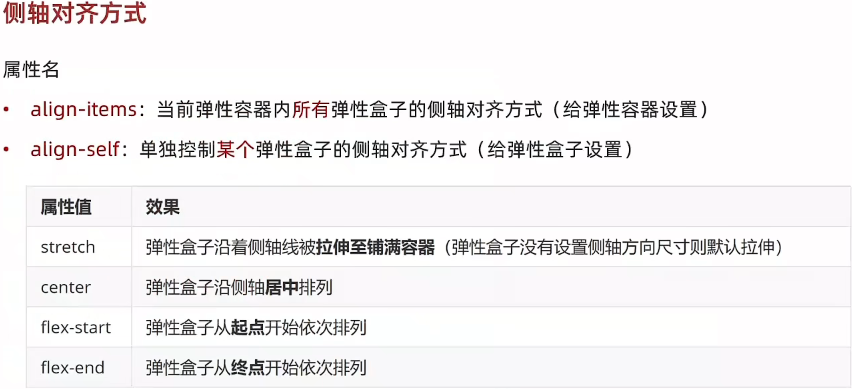 侧轴对齐方式
属性名
• align-items：当前弹性容器内所有弹性盒子的侧轴对齐方式（给弹性容器设置）
• align-self：单独控制某个弹性盒子的侧轴对齐方式（给弹性盒子设置）
属性值 效果
stretch 弹性盒子沿着侧轴线被拉伸至铺满容器（弹性盒子没有设置侧轴方向尺寸则默认拉伸）
center 弹性盒子沿侧轴居中排列
flex-start 弹性盒子从起点开始依次排列
flex-end 弹性盒子从终点开始依次排列